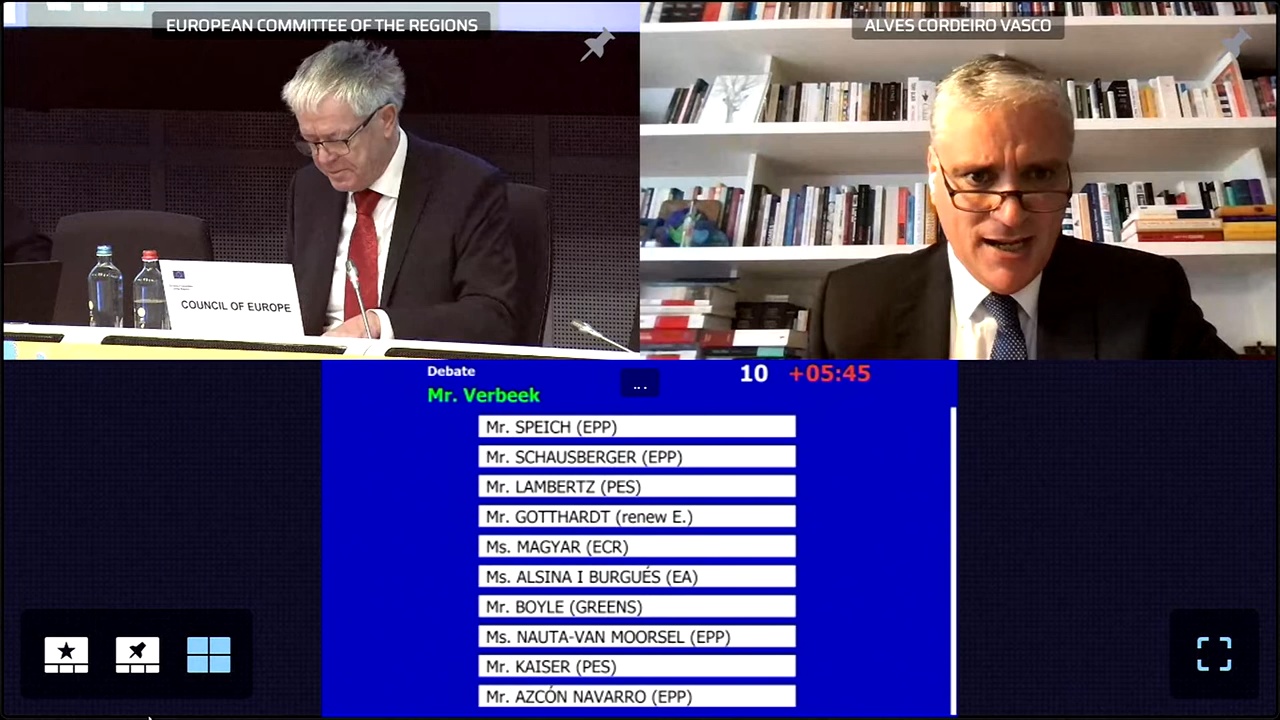 EUROPEAN COMMITTEE OF THE REGIONS
ALVES CORDEIRO VASCO
COUNCIL OF EUROPE
Debate
10 +05:45
...
Mr. Verbeek
Mr. SPEICH (EPP)
Mr. SCHAUSBERGER (EPP)
Mr. LAMBERTZ (PES)
Mr. GOTTHARDT (renew E.)
Ms. MAGYAR (ECR)
Ms. ALSINA I BURGUÉS (EA)
Mr. BOYLE (GREENS)
Ms. NAUTA-VAN MOORSEL (EPP)
Mr. KAISER (PES)
Mr. AZCÓN NAVARRO (EPP)